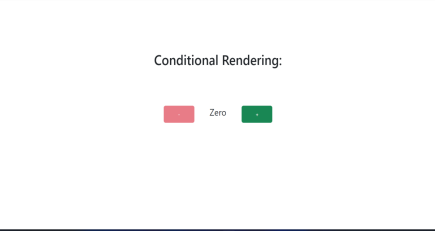 Conditional Rendering:
- Zero +